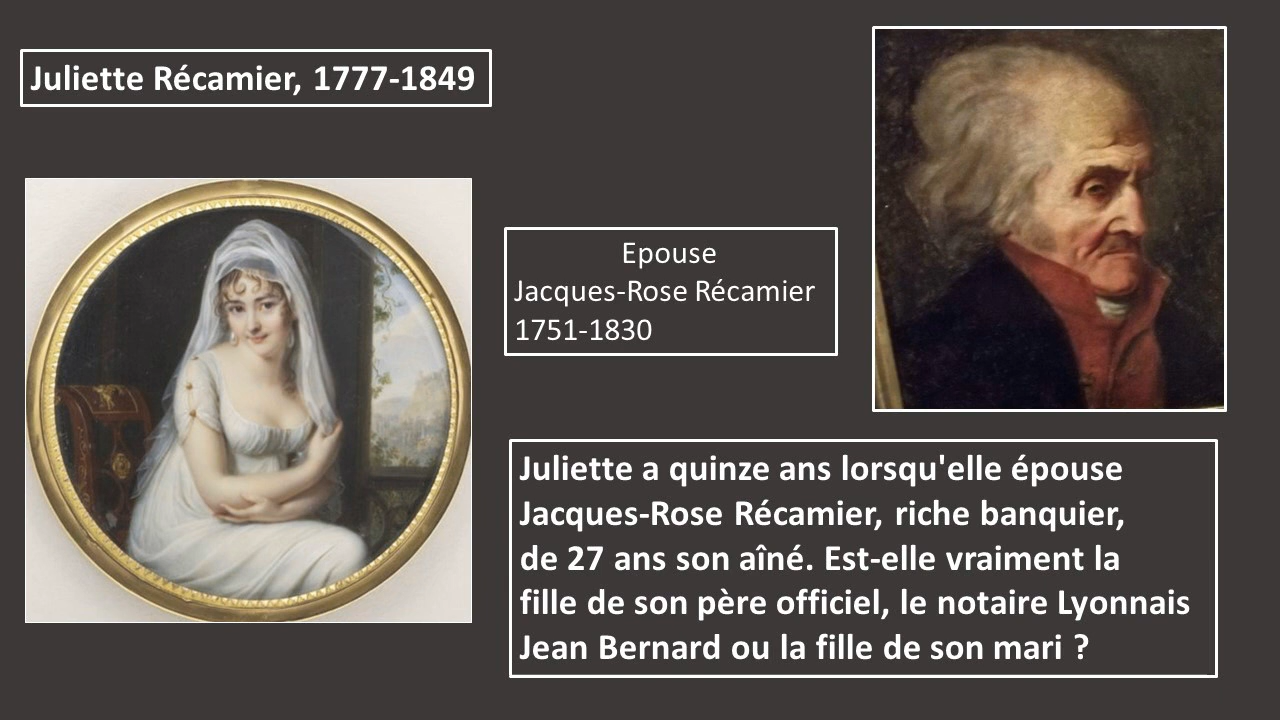 Juliette Récamier, 1777-1849
Epouse
Jacques-Rose Récamier
1751-1830
Juliette a quinze ans lorsqu'elle épouse
Jacques-Rose Récamier, riche banquier,
de 27 ans son aîné. Est-elle vraiment la
fille de son père officiel, le notaire Lyonnais
Jean Bernard ou la fille de son mari ?